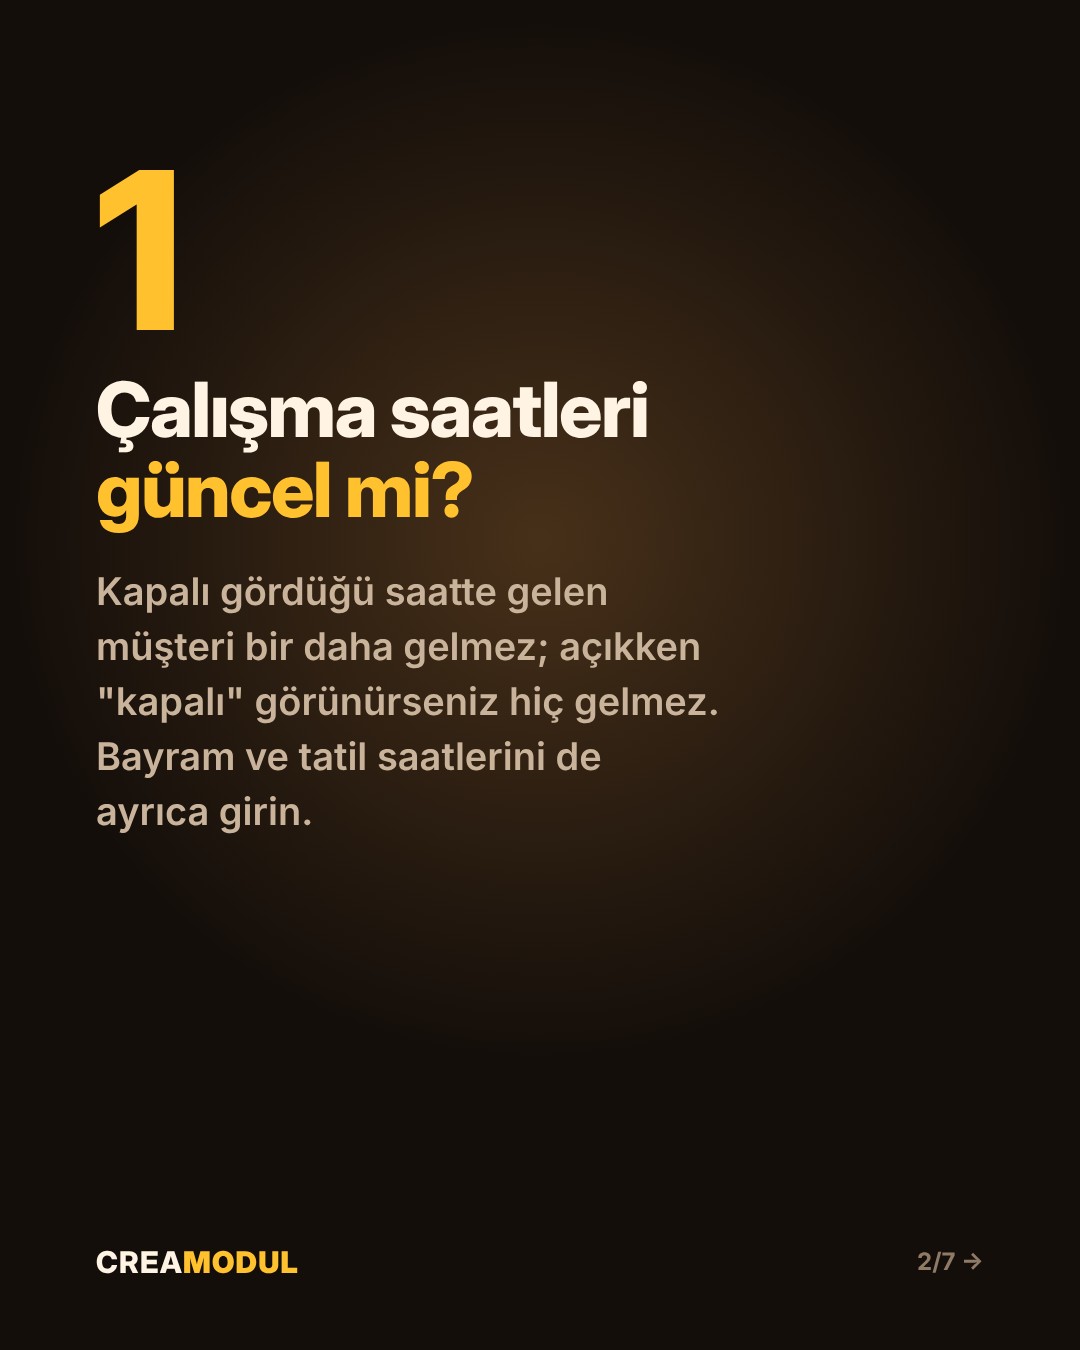 1
Çalışma saatleri
güncel mi?
Kapalı gördüğü saatte gelen
müşteri bir daha gelmez; açıkken
"kapalı" görünürseniz hiç gelmez.
Bayram ve tatil saatlerini de
ayrıca girin.
CREAMODUL
2/7 →